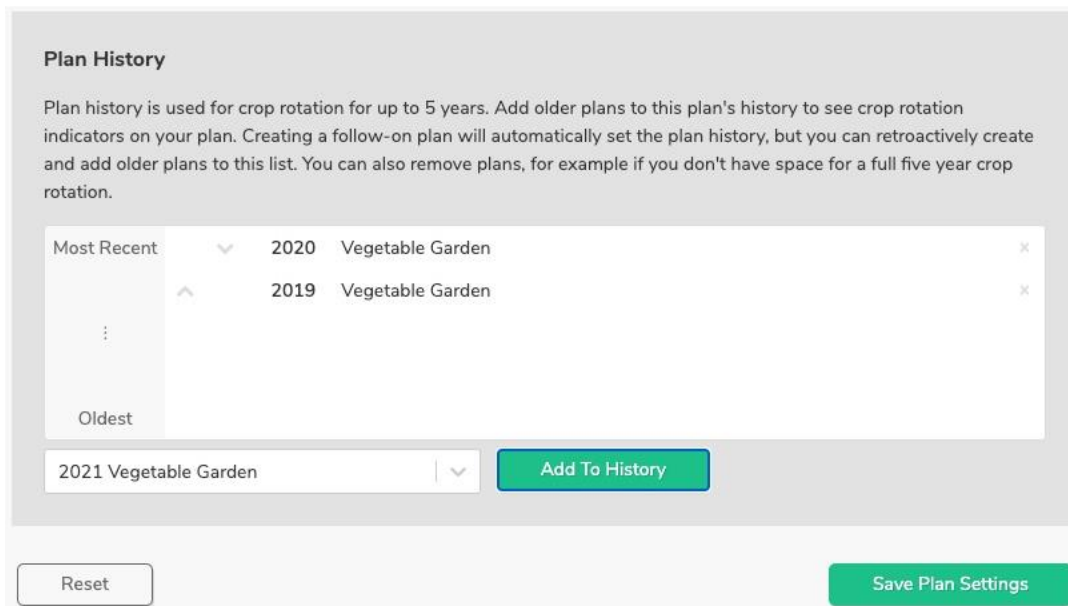 Plan History
Plan history is used for crop rotation for up to 5 years. Add older plans to this plan's history to see crop rotation
indicators on your plan. Creating a follow-on plan will automatically set the plan history, but you can retroactively create
and add older plans to this list. You can also remove plans, for example if you don't have space for a full five year crop
rotation.
Most Recent 2020 Vegetable Garden
2019 Vegetable Garden
Oldest
2021 Vegetable Garden Add To History
Reset Save Plan Settings